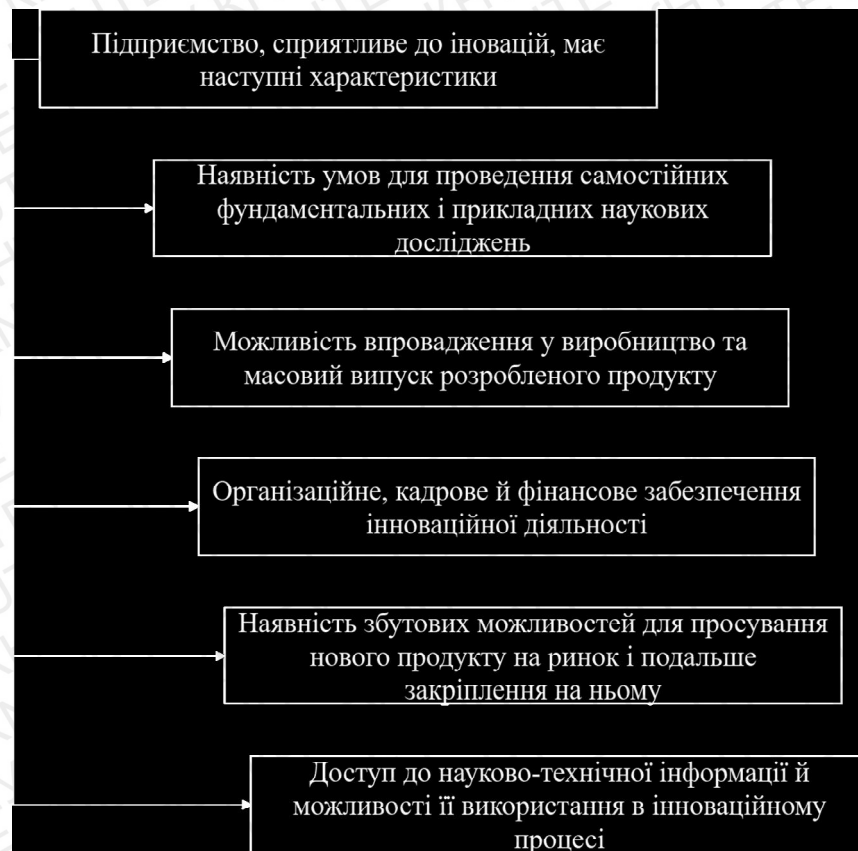 Підприємство, сприятливе до іновацій, має
наступні характеристики
Наявність умов для проведення самостійних
фундаментальних і прикладних наукових
досліджень
Можливість впровадження у виробництво та
масовий випуск розробленого продукту
Організаційне, кадрове й фінансове забезпечення
інноваційної діяльності
Наявність збутових можливостей для просування
нового продукту на ринок і подальше
закріплення на ньому
Доступ до науково-технічної інформації й
можливості її використання в інноваційному
процесі